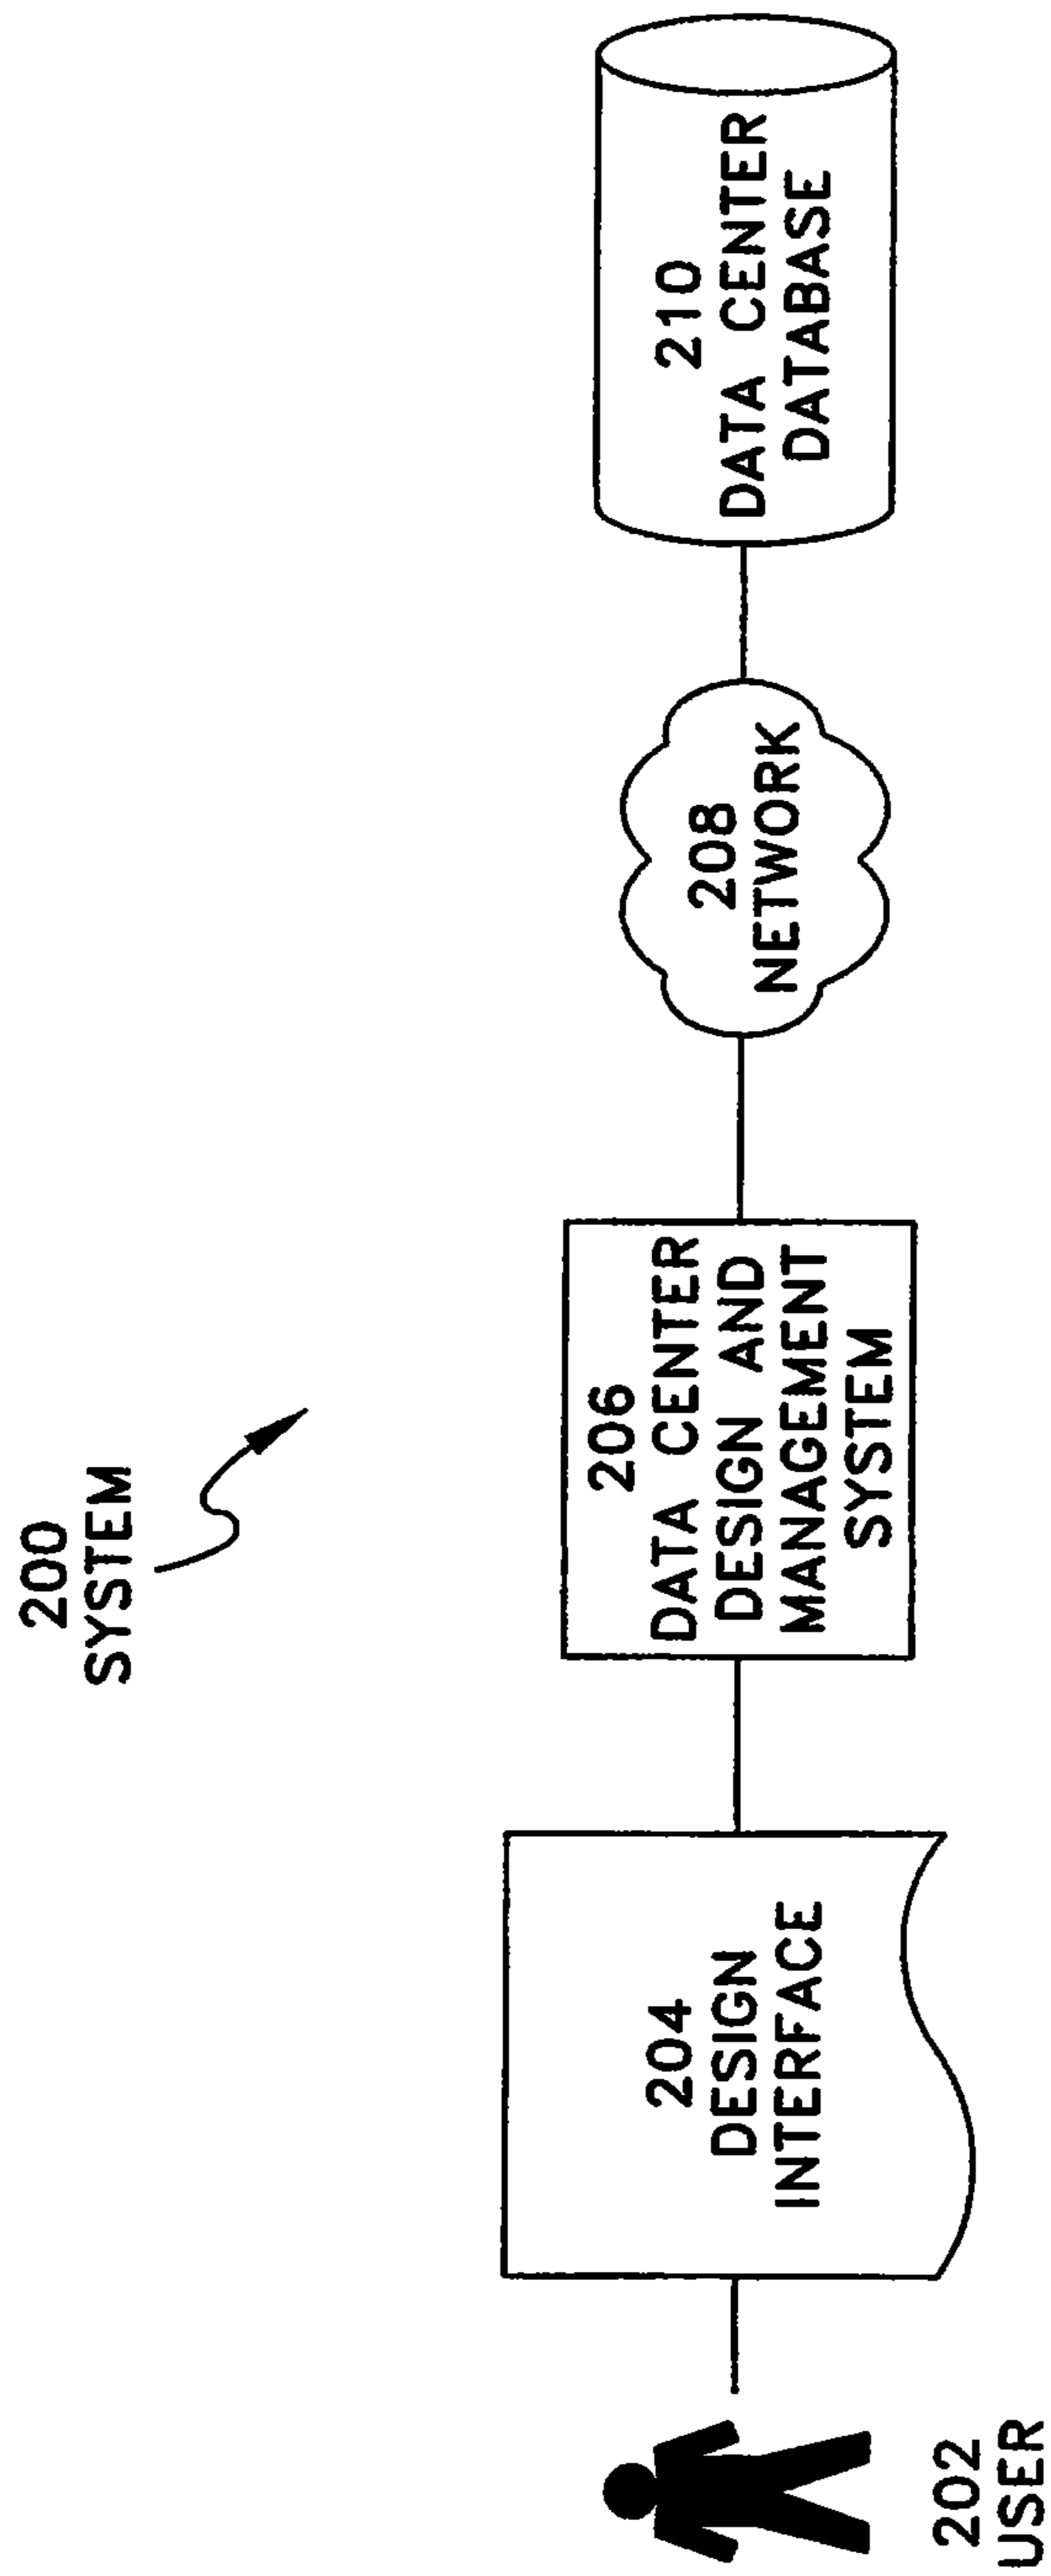 200
SYSTEM
202
USER
204
DESIGN
INTERFACE
206
DATA CENTER
DESIGN AND
MANAGEMENT
SYSTEM
208
NETWORK
210
DATA CENTER
DATABASE